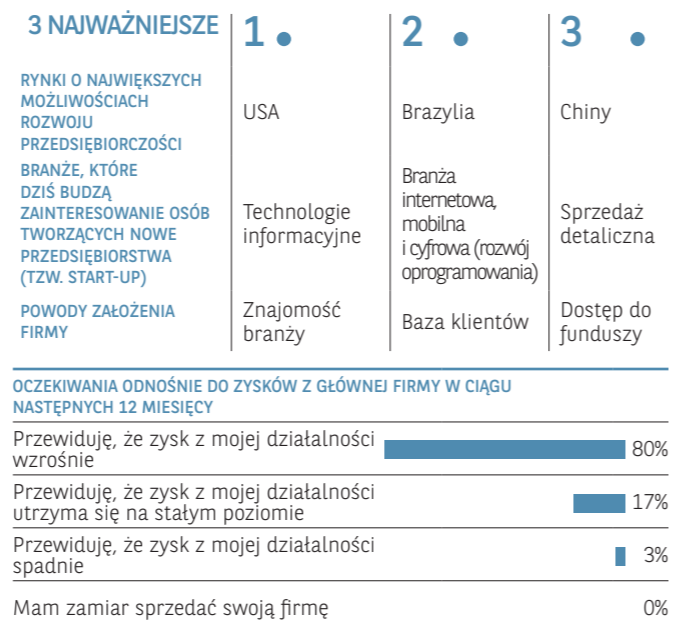 3 NAJWAŻNIEJSZE
1 •
2 •
3 •
RYNKI O NAJWIĘKSZYCH
MOŻLIWOŚCIACH
ROZWOJU
PRZEDSIĘBIORCZOŚCI
USA
Brazylia
Chiny
BRANŻE, KTÓRE
DZIŚ BUDZĄ
ZAINTERESOWANIE OSÓB
TWORZĄCYCH NOWE
PRZEDSIĘBIORSTWA
(TZW. START-UP)
Technologie
informacyjne
Branża
internetowa,
mobilna
i cyfrowa (rozwój
oprogramowania)
Sprzedaż
detaliczna
POWODY ZAŁOŻENIA
FIRMY
Znajomość
branży
Baza klientów
Dostęp do
funduszy
OCZEKIWANIA ODNOŚNIE DO ZYSKÓW Z GŁÓWNEJ FIRMY W CIĄGU
NASTĘPNYCH 12 MIESIĘCY
Przewiduję, że zysk z mojej działalności
wzrośnie
80%
Przewiduję, że zysk z mojej działalności
utrzyma się na stałym poziomie
17%
Przewiduję, że zysk z mojej działalności
spadnie
3%
Mam zamiar sprzedać swoją firmę
0%